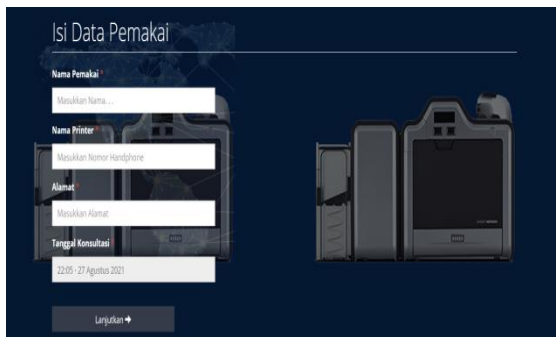 Isi Data Pemakai
Nama Pemakai *
Masukkan Nama. . .
Nama Printer *
Masukkan Nomor Handphone
Alamat *
Masukkan Alamat
Tanggal Konsultasi *
22:05 - 27 Agustus 2021
Lanjutkan ➔